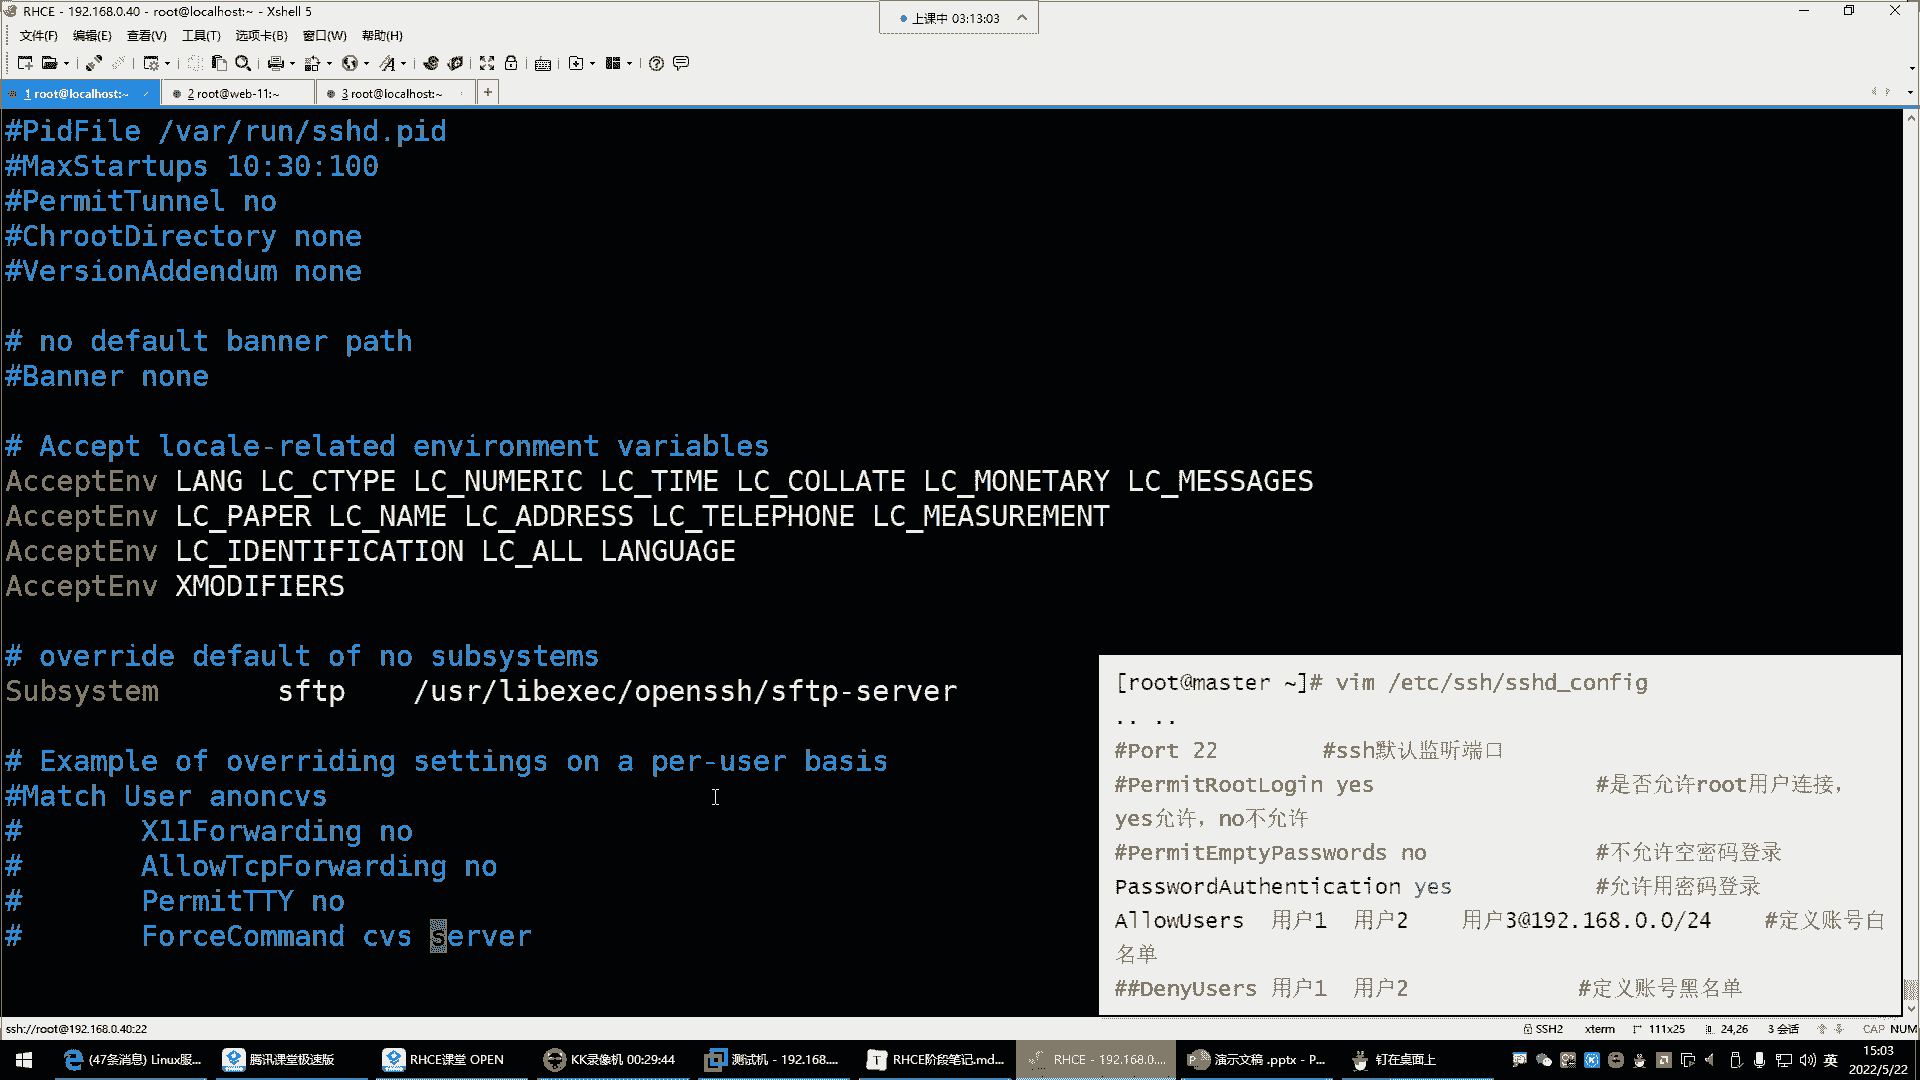 RHCE - 192.168.0.40 - root@localhost:~ - Xshell 5
上课中 03:13:03
文件(F) 编辑(E) 查看(V) 工具(T) 选项卡(B) 窗口(W) 帮助(H)
1 root@localhost:~ 2 root@web-11:~ 3 root@localhost:~ +
#PidFile /var/run/sshd.pid
#MaxStartups 10:30:100
#PermitTunnel no
#ChrootDirectory none
#VersionAddendum none
# no default banner path
#Banner none
# Accept locale-related environment variables
AcceptEnv LANG LC_CTYPE LC_NUMERIC LC_TIME LC_COLLATE LC_MONETARY LC_MESSAGES
AcceptEnv LC_PAPER LC_NAME LC_ADDRESS LC_TELEPHONE LC_MEASUREMENT
AcceptEnv LC_IDENTIFICATION LC_ALL LANGUAGE
AcceptEnv XMODIFIERS
# override default of no subsystems
Subsystem sftp /usr/libexec/openssh/sftp-server
# Example of overriding settings on a per-user basis
#Match User anoncvs
# X11Forwarding no
# AllowTcpForwarding no
# PermitTTY no
# ForceCommand cvs server
[root@master ~]# vim /etc/ssh/sshd_config
.. ..
#Port 22 #ssh默认监听端口
#PermitRootLogin yes #是否允许root用户连接，
yes允许，no不允许
#PermitEmptyPasswords no #不允许空密码登录
PasswordAuthentication yes #允许用密码登录
AllowUsers 用户1 用户2 用户3@192.168.0.0/24 #定义账号白
名单
##DenyUsers 用户1 用户2 #定义账号黑名单
ssh://root@192.168.0.40:22 SSH2 xterm 111x25 24,26 3 会话 CAP NUM
(47条消息) Linux服... 腾讯课堂极速版 RHCE课堂 OPEN KK录像机 00:29:44 测试机 - 192.168.... RHCE阶段笔记.md... RHCE - 192.168.0.... 演示文稿 .pptx - P... 钉在桌面上 英 15:03
2022/5/22